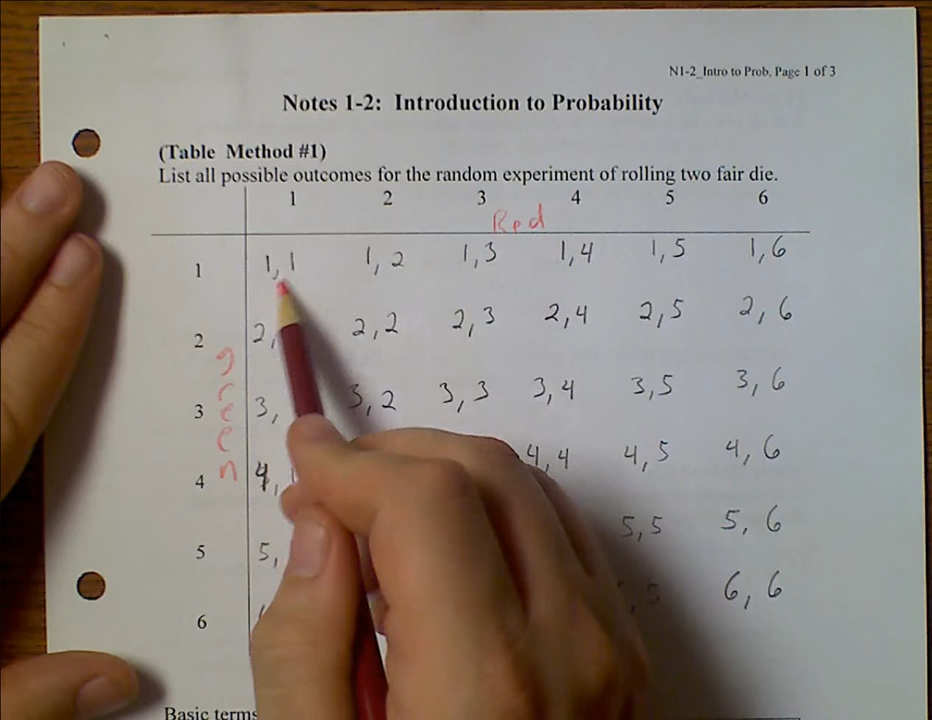 N1-2_Intro to Prob, Page 1 of 3
Notes 1-2: Introduction to Probability
(Table Method #1)
List all possible outcomes for the random experiment of rolling two fair die.
1 2 3 4 5 6
Red
1 1,1 1,2 1,3 1,4 1,5 1,6
2 2, 2,2 2,3 2,4 2,5 2,6
green
3 3, 3,2 3,3 3,4 3,5 3,6
4 4, 4,4 4,5 4,6
5 5, 5,5 5,6
6 ,5 6,6
Basic terms